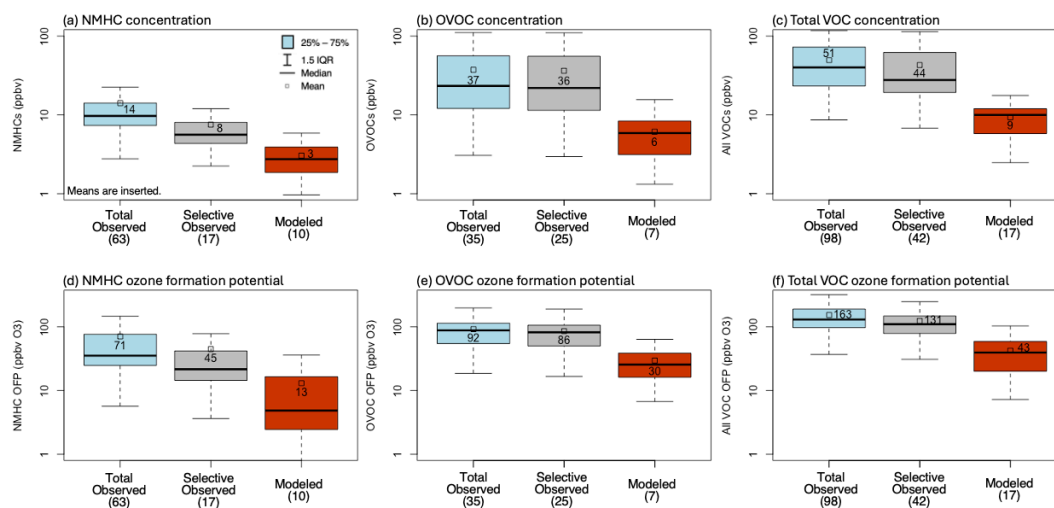 (a) NMHC concentration
NMHCs (ppbv)
100
10
1
25% – 75%
1.5 IQR
Median
Mean
14
8
3
Means are inserted.
Total Observed (63)
Selective Observed (17)
Modeled (10)
(b) OVOC concentration
OVOCs (ppbv)
100
10
1
37
36
6
Total Observed (35)
Selective Observed (25)
Modeled (7)
(c) Total VOC concentration
All VOCs (ppbv)
100
10
1
51
44
9
Total Observed (98)
Selective Observed (42)
Modeled (17)
(d) NMHC ozone formation potential
NMHC OFP (ppbv O3)
100
10
1
71
45
13
Total Observed (63)
Selective Observed (17)
Modeled (10)
(e) OVOC ozone formation potential
OVOC OFP (ppbv O3)
100
10
1
92
86
30
Total Observed (35)
Selective Observed (25)
Modeled (7)
(f) Total VOC ozone formation potential
All VOC OFP (ppbv O3)
100
10
1
163
131
43
Total Observed (98)
Selective Observed (42)
Modeled (17)